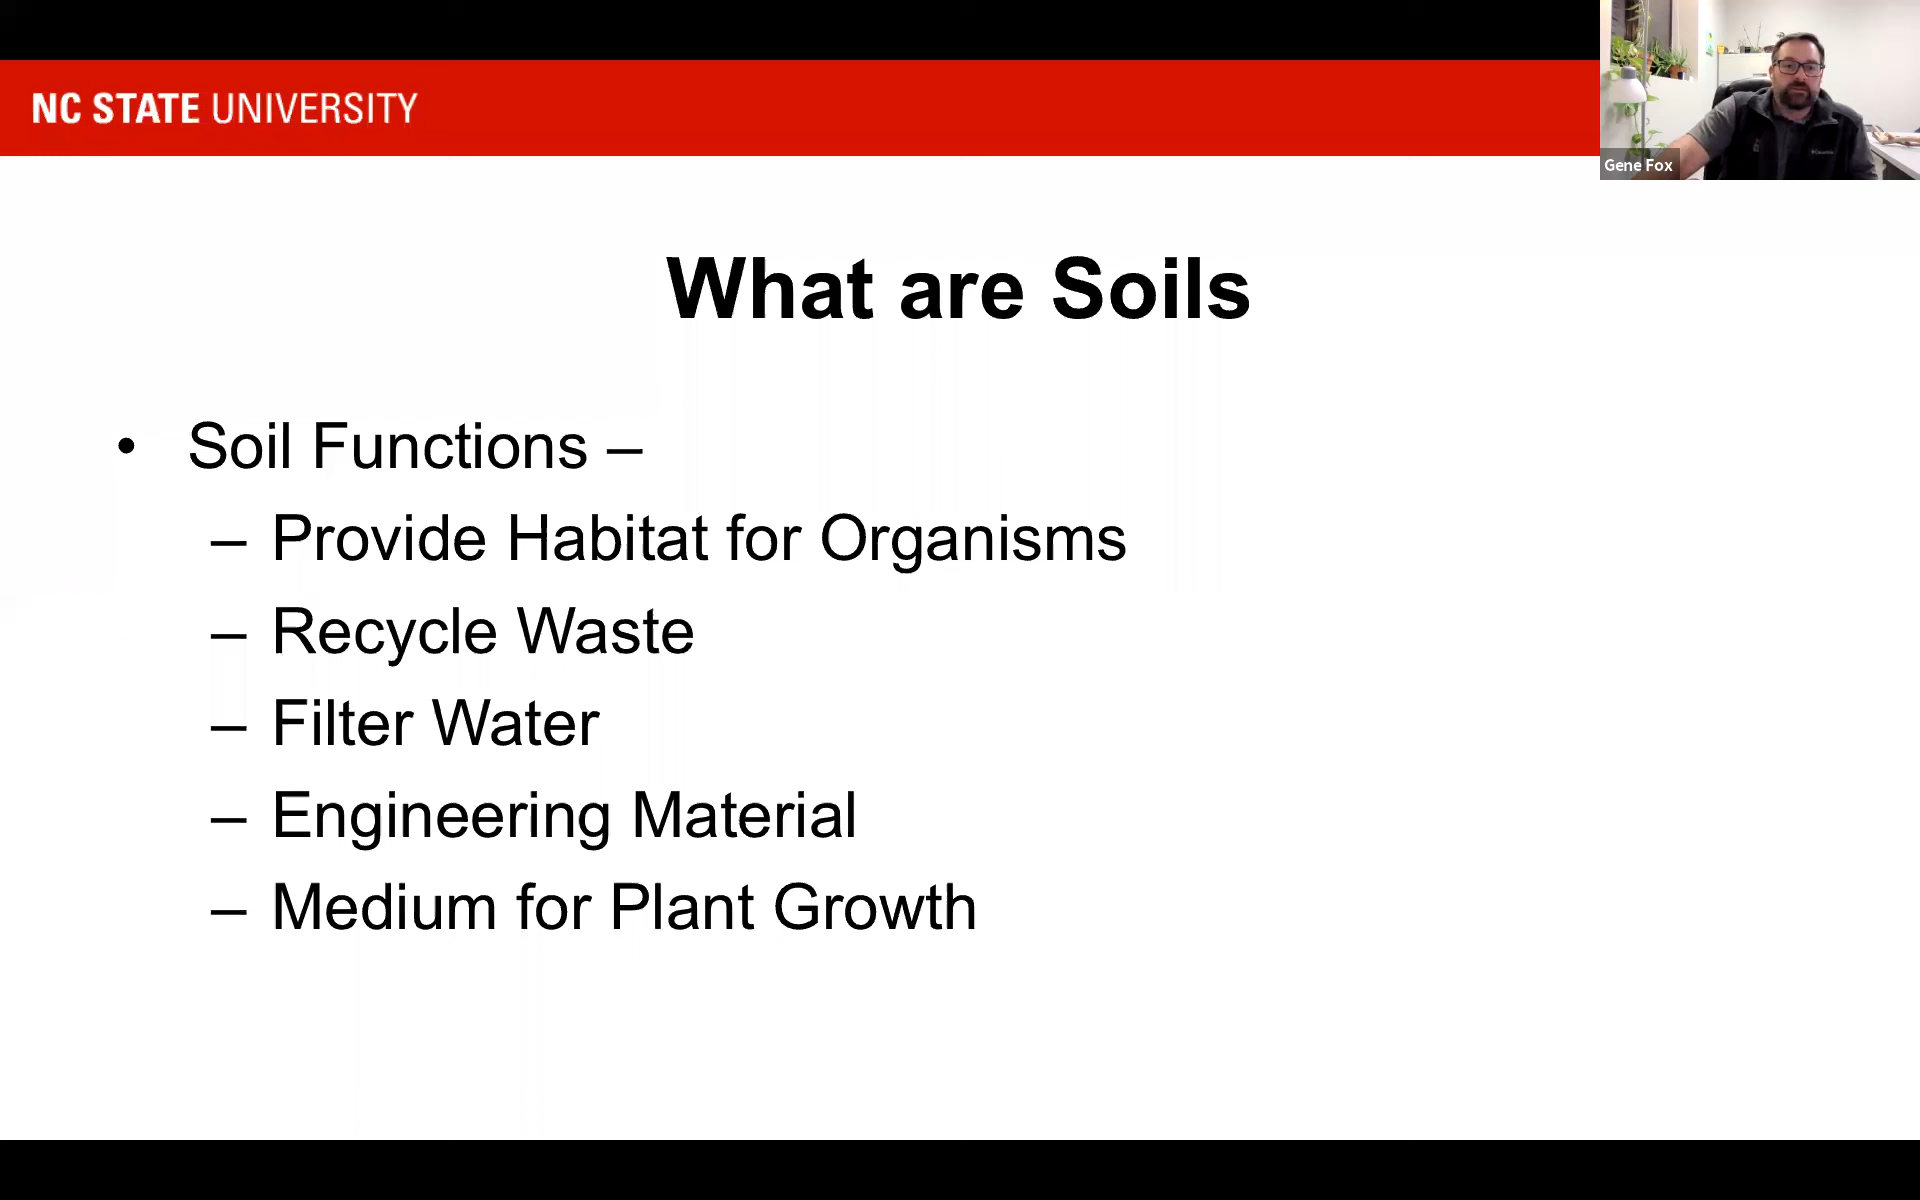 NC STATE UNIVERSITY
Gene Fox
What are Soils
• Soil Functions –
– Provide Habitat for Organisms
– Recycle Waste
– Filter Water
– Engineering Material
– Medium for Plant Growth